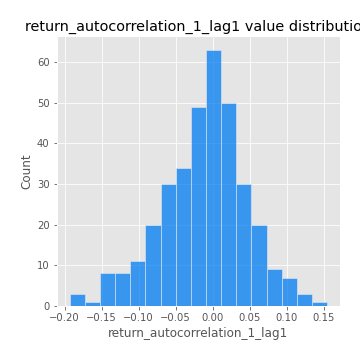 return_autocorrelation_1_lag1 value distributio
60
50
40
30
20
10
0
Count
−0.20 −0.15 −0.10 −0.05 0.00 0.05 0.10 0.15
return_autocorrelation_1_lag1